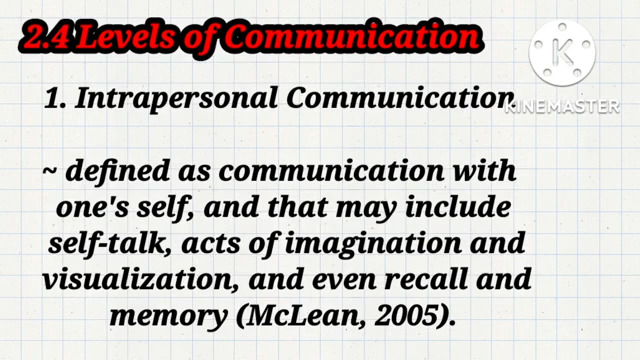 2.4 Levels of Communication
K
KINEMASTER
1. Intrapersonal Communication
~ defined as communication with
one's self, and that may include
self-talk, acts of imagination and
visualization, and even recall and
memory (McLean, 2005).